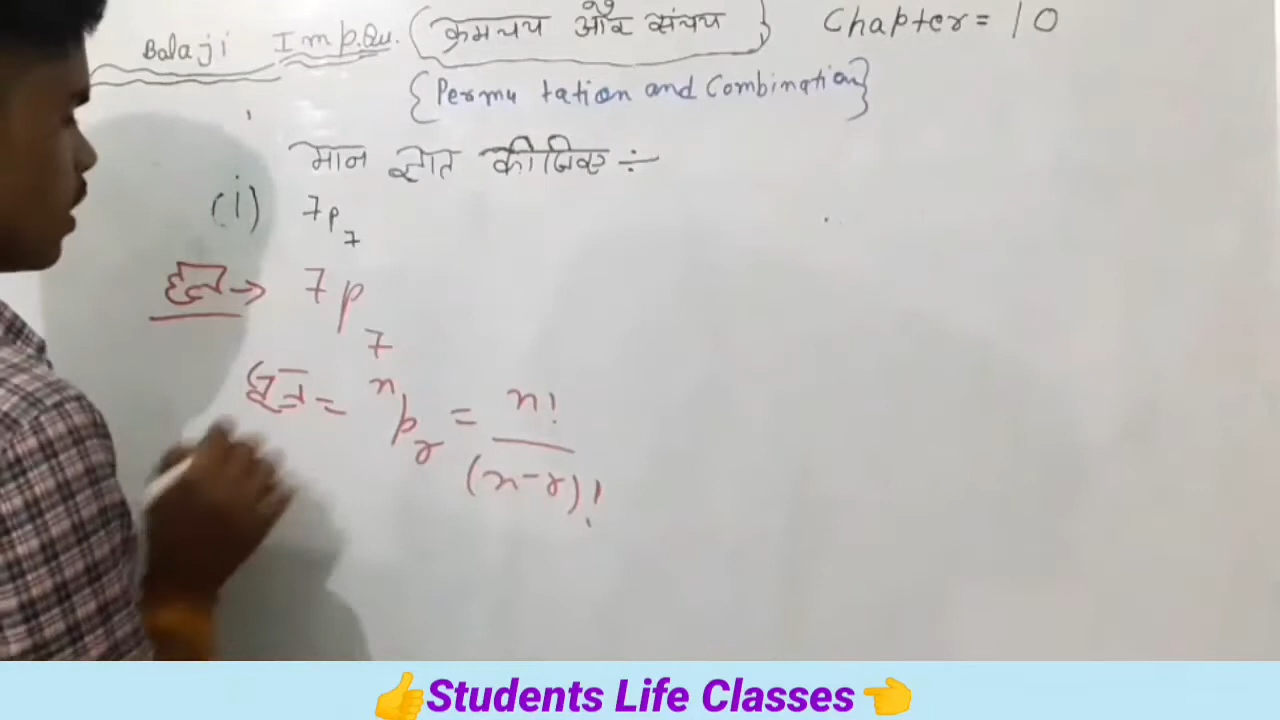 Balaji Imp.Qu. (क्रमचय और संचय) Chapter = 10
{Permutation and Combination}
मान ज्ञात कीजिए ÷
(i) 7p7
हल → 7p7
सूत्र = npr = n! / (n-r)!
👍Students Life Classes👈